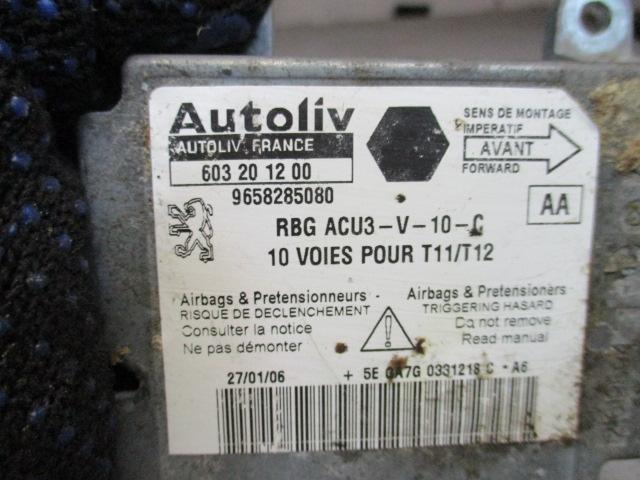 Autoliv
AUTOLIV FRANCE
603 20 12 00
9658285080
SENS DE MONTAGE
IMPERATIF
AVANT
FORWARD
AA
RBG ACU3-V-10-C
10 VOIES POUR T11/T12
Airbags & Pretensionneurs -
RISQUE DE DECLENCHEMENT
Consulter la notice
Ne pas démonter
Airbags & Pretensioners
TRIGGERING HASARD
Do not remove
Read manual
27/01/06
+ 5E 0A7G 0331218 C - A6